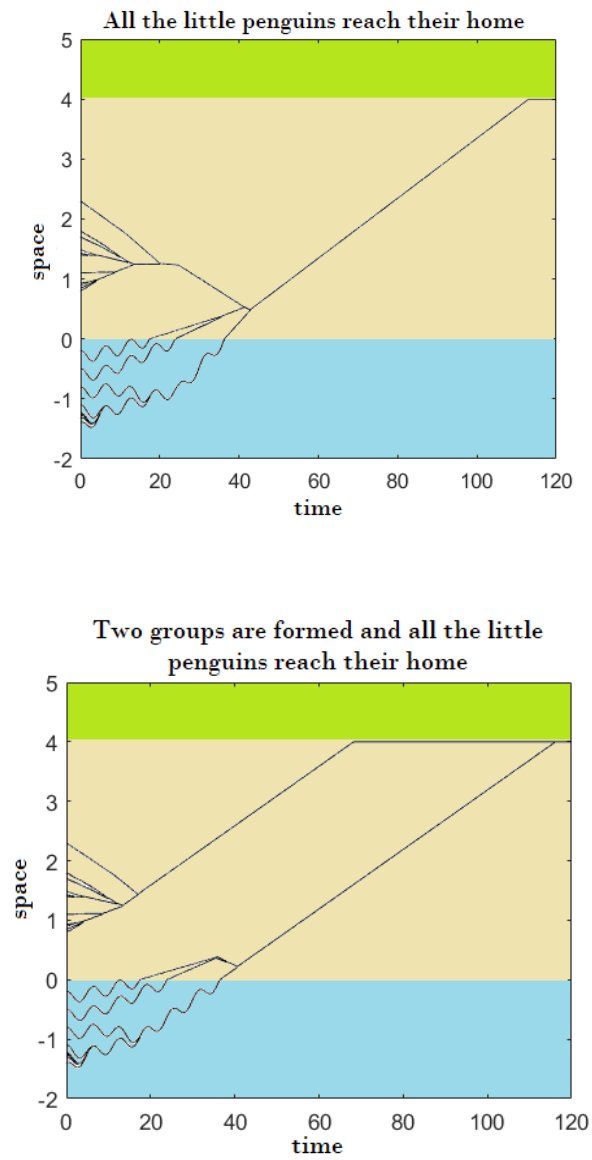 All the little penguins reach their home
5
4
3
2
1
0
-1
-2
space
0 20 40 60 80 100 120
time
Two groups are formed and all the little
penguins reach their home
5
4
3
2
1
0
-1
-2
space
0 20 40 60 80 100 120
time